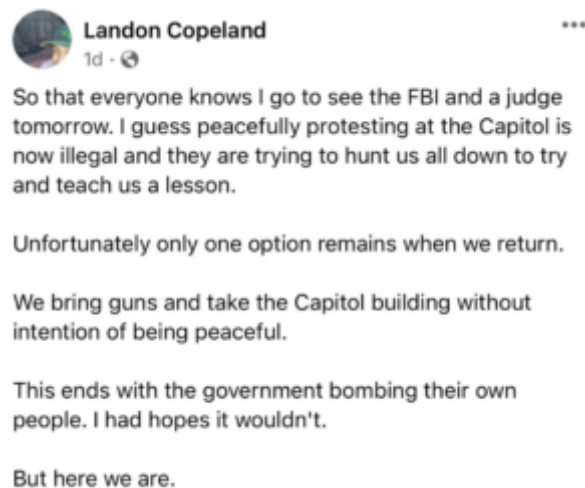 Landon Copeland
1d ·
So that everyone knows I go to see the FBI and a judge
tomorrow. I guess peacefully protesting at the Capitol is
now illegal and they are trying to hunt us all down to try
and teach us a lesson.
Unfortunately only one option remains when we return.
We bring guns and take the Capitol building without
intention of being peaceful.
This ends with the government bombing their own
people. I had hopes it wouldn't.
But here we are.